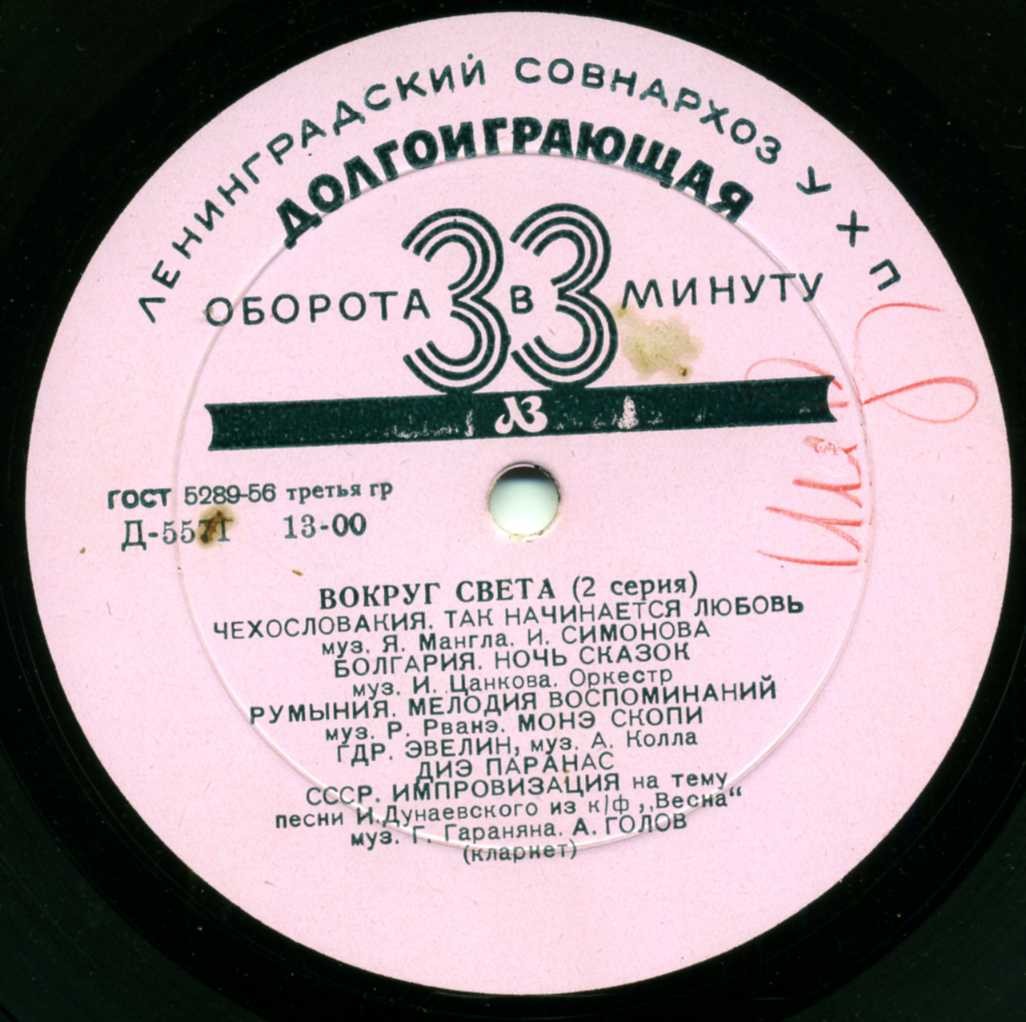 ЛЕНИНГРАДСКИЙ СОВНАРХОЗ УХП
ДОЛГОИГРАЮЩАЯ
ОБОРОТА 33 В МИНУТУ
ЛЗ
ГОСТ 5289-56 третья гр
Д-5571 13-00
ВОКРУГ СВЕТА (2 серия)
ЧЕХОСЛОВАКИЯ. ТАК НАЧИНАЕТСЯ ЛЮБОВЬ
муз. Я. Мангла. И. СИМОНОВА
БОЛГАРИЯ. НОЧЬ СКАЗОК
муз. И. Цанкова. Оркестр
РУМЫНИЯ. МЕЛОДИЯ ВОСПОМИНАНИЙ
муз. Р. Рванэ. МОНЭ СКОПИ
ГДР. ЭВЕЛИН, муз. А. Колла
ДИЭ ПАРАНАС
СССР. ИМПРОВИЗАЦИЯ на тему
песни И.Дунаевского из к/ф ,,Весна“
муз. Г. Гараняна. А. ГОЛОВ
(кларнет)